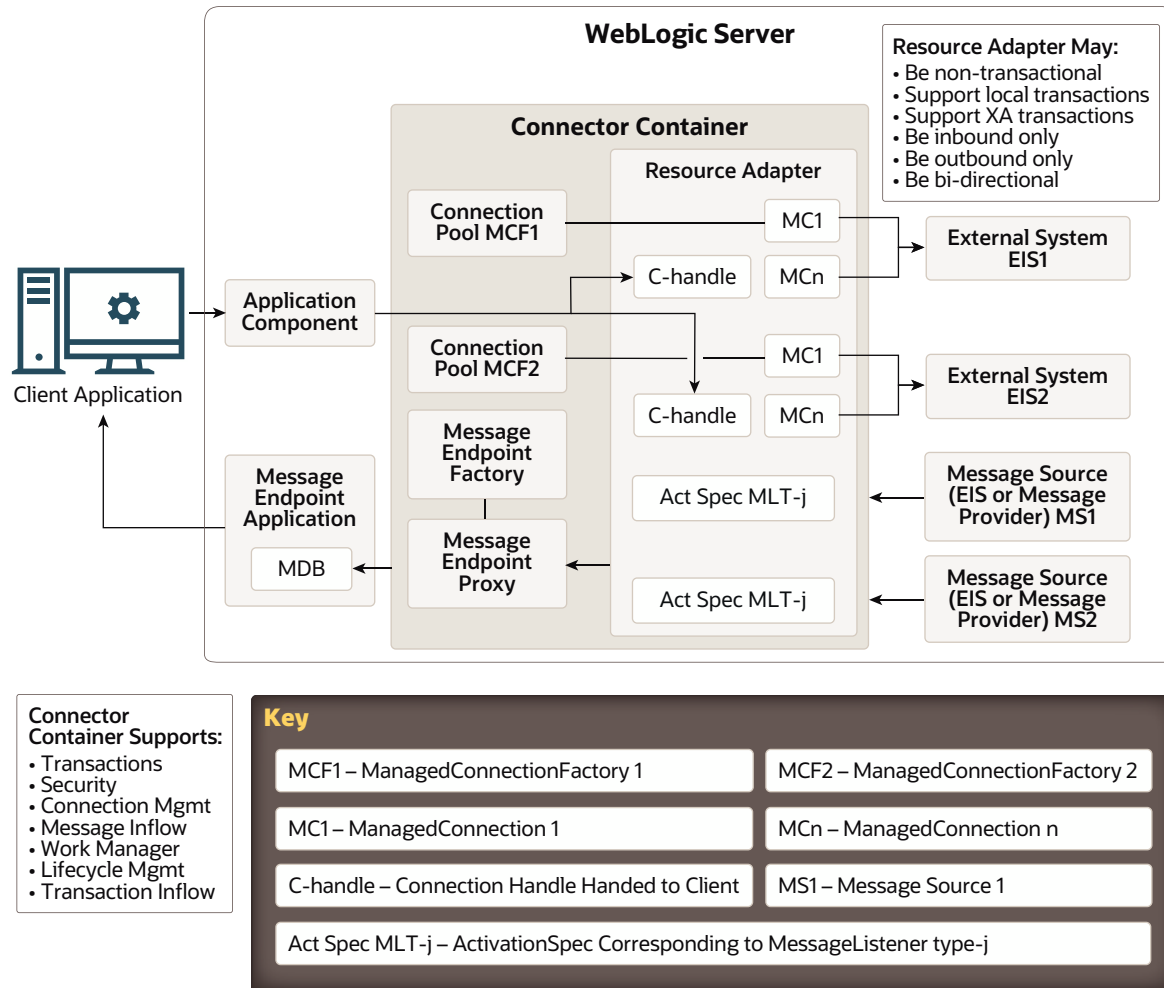 WebLogic Server
Resource Adapter May:
• Be non-transactional
• Support local transactions
• Support XA transactions
• Be inbound only
• Be outbound only
• Be bi-directional
Connector Container
Resource Adapter
Connection
Pool MCF1
MC1
External System
EIS1
C-handle
MCn
Application
Component
Client Application
Connection
Pool MCF2
MC1
External System
EIS2
C-handle
MCn
Message
Endpoint
Factory
Message
Endpoint
Application
MDB
Message
Endpoint
Proxy
Act Spec MLT-j
Message Source
(EIS or Message
Provider) MS1
Act Spec MLT-j
Message Source
(EIS or Message
Provider) MS2
Connector
Container Supports:
• Transactions
• Security
• Connection Mgmt
• Message Inflow
• Work Manager
• Lifecycle Mgmt
• Transaction Inflow
Key
MCF1 – ManagedConnectionFactory 1
MCF2 – ManagedConnectionFactory 2
MC1 – ManagedConnection 1
MCn – ManagedConnection n
C-handle – Connection Handle Handed to Client
MS1 – Message Source 1
Act Spec MLT-j – ActivationSpec Corresponding to MessageListener type-j